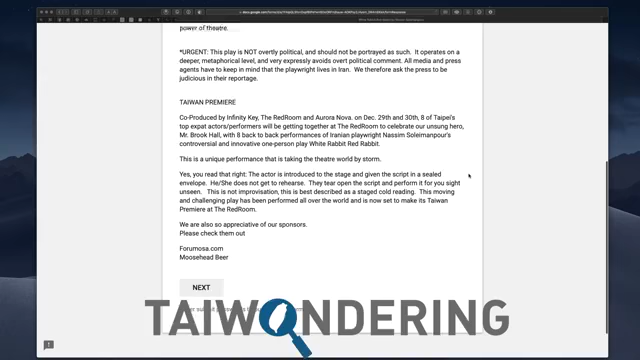 power of theatre.
*URGENT: This play is NOT overtly political, and should not be portrayed as such. It operates on a
deeper, metaphorical level, and very expressly avoids overt political comment. All media and press
agents have to keep in mind that the playwright lives in Iran. We therefore ask the press to be
judicious in their reportage.
TAIWAN PREMIERE
Co-Produced by Infinity Key, The RedRoom and Aurora Nova. on Dec. 29th and 30th, 8 of Taipei's
top expat actors/performers will be getting together at The RedRoom to celebrate our unsung hero,
Mr. Brook Hall, with 8 back to back performances of Iranian playwright Nassim Soleimanpour's
controversial and innovative one-person play White Rabbit Red Rabbit.
This is a unique performance that is taking the theatre world by storm.
Yes, you read that right: The actor is introduced to the stage and given the script in a sealed
envelope. He/She does not get to rehearse. They tear open the script and perform it for you sight
unseen. This is not improvisation, this is best described as a staged cold reading. This moving
and challenging play has been performed all over the world and is now set to make its Taiwan
Premiere at The RedRoom.
We are also so appreciative of our sponsors.
Please check them out
Forumosa.com
Moosehead Beer
NEXT
TAIWONDERING